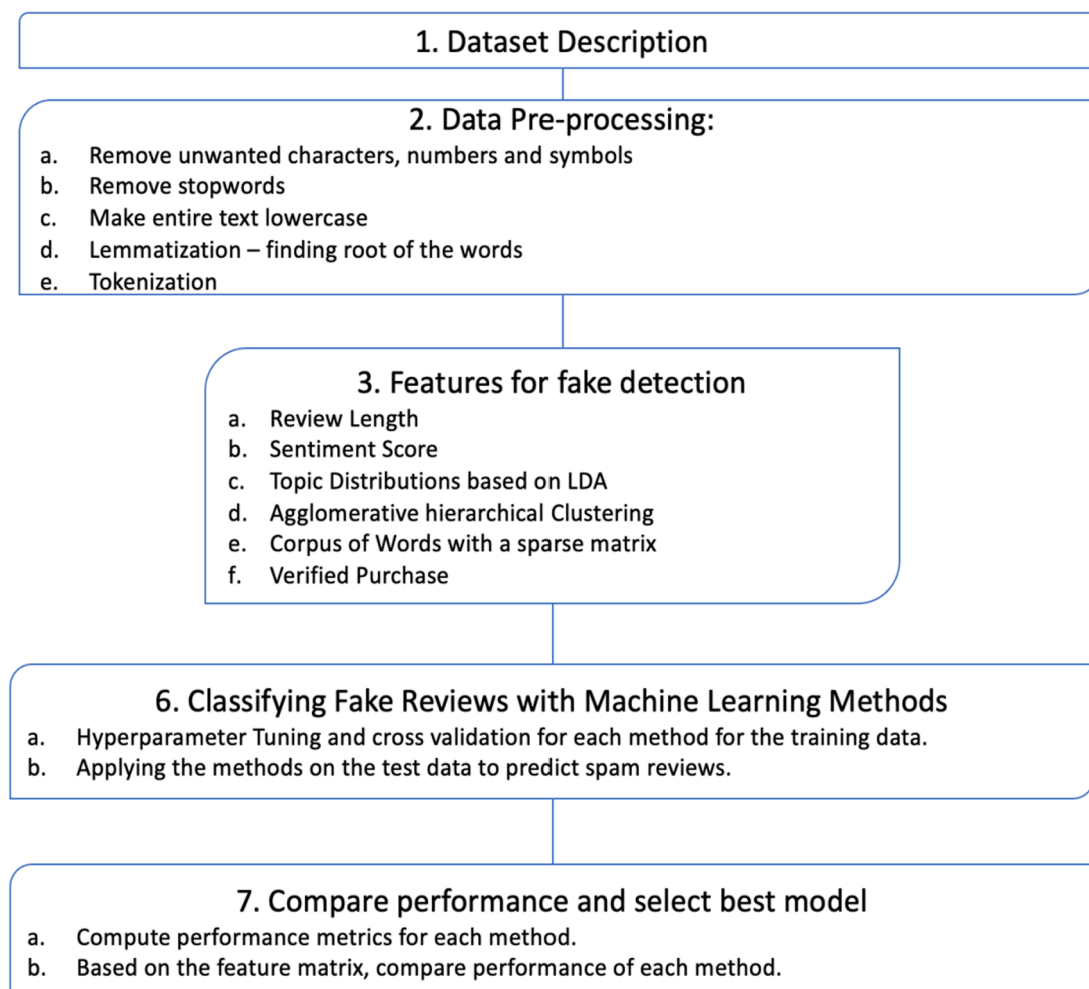 1. Dataset Description
2. Data Pre-processing:
a. Remove unwanted characters, numbers and symbols
b. Remove stopwords
c. Make entire text lowercase
d. Lemmatization – finding root of the words
e. Tokenization
3. Features for fake detection
a. Review Length
b. Sentiment Score
c. Topic Distributions based on LDA
d. Agglomerative hierarchical Clustering
e. Corpus of Words with a sparse matrix
f. Verified Purchase
6. Classifying Fake Reviews with Machine Learning Methods
a. Hyperparameter Tuning and cross validation for each method for the training data.
b. Applying the methods on the test data to predict spam reviews.
7. Compare performance and select best model
a. Compute performance metrics for each method.
b. Based on the feature matrix, compare performance of each method.